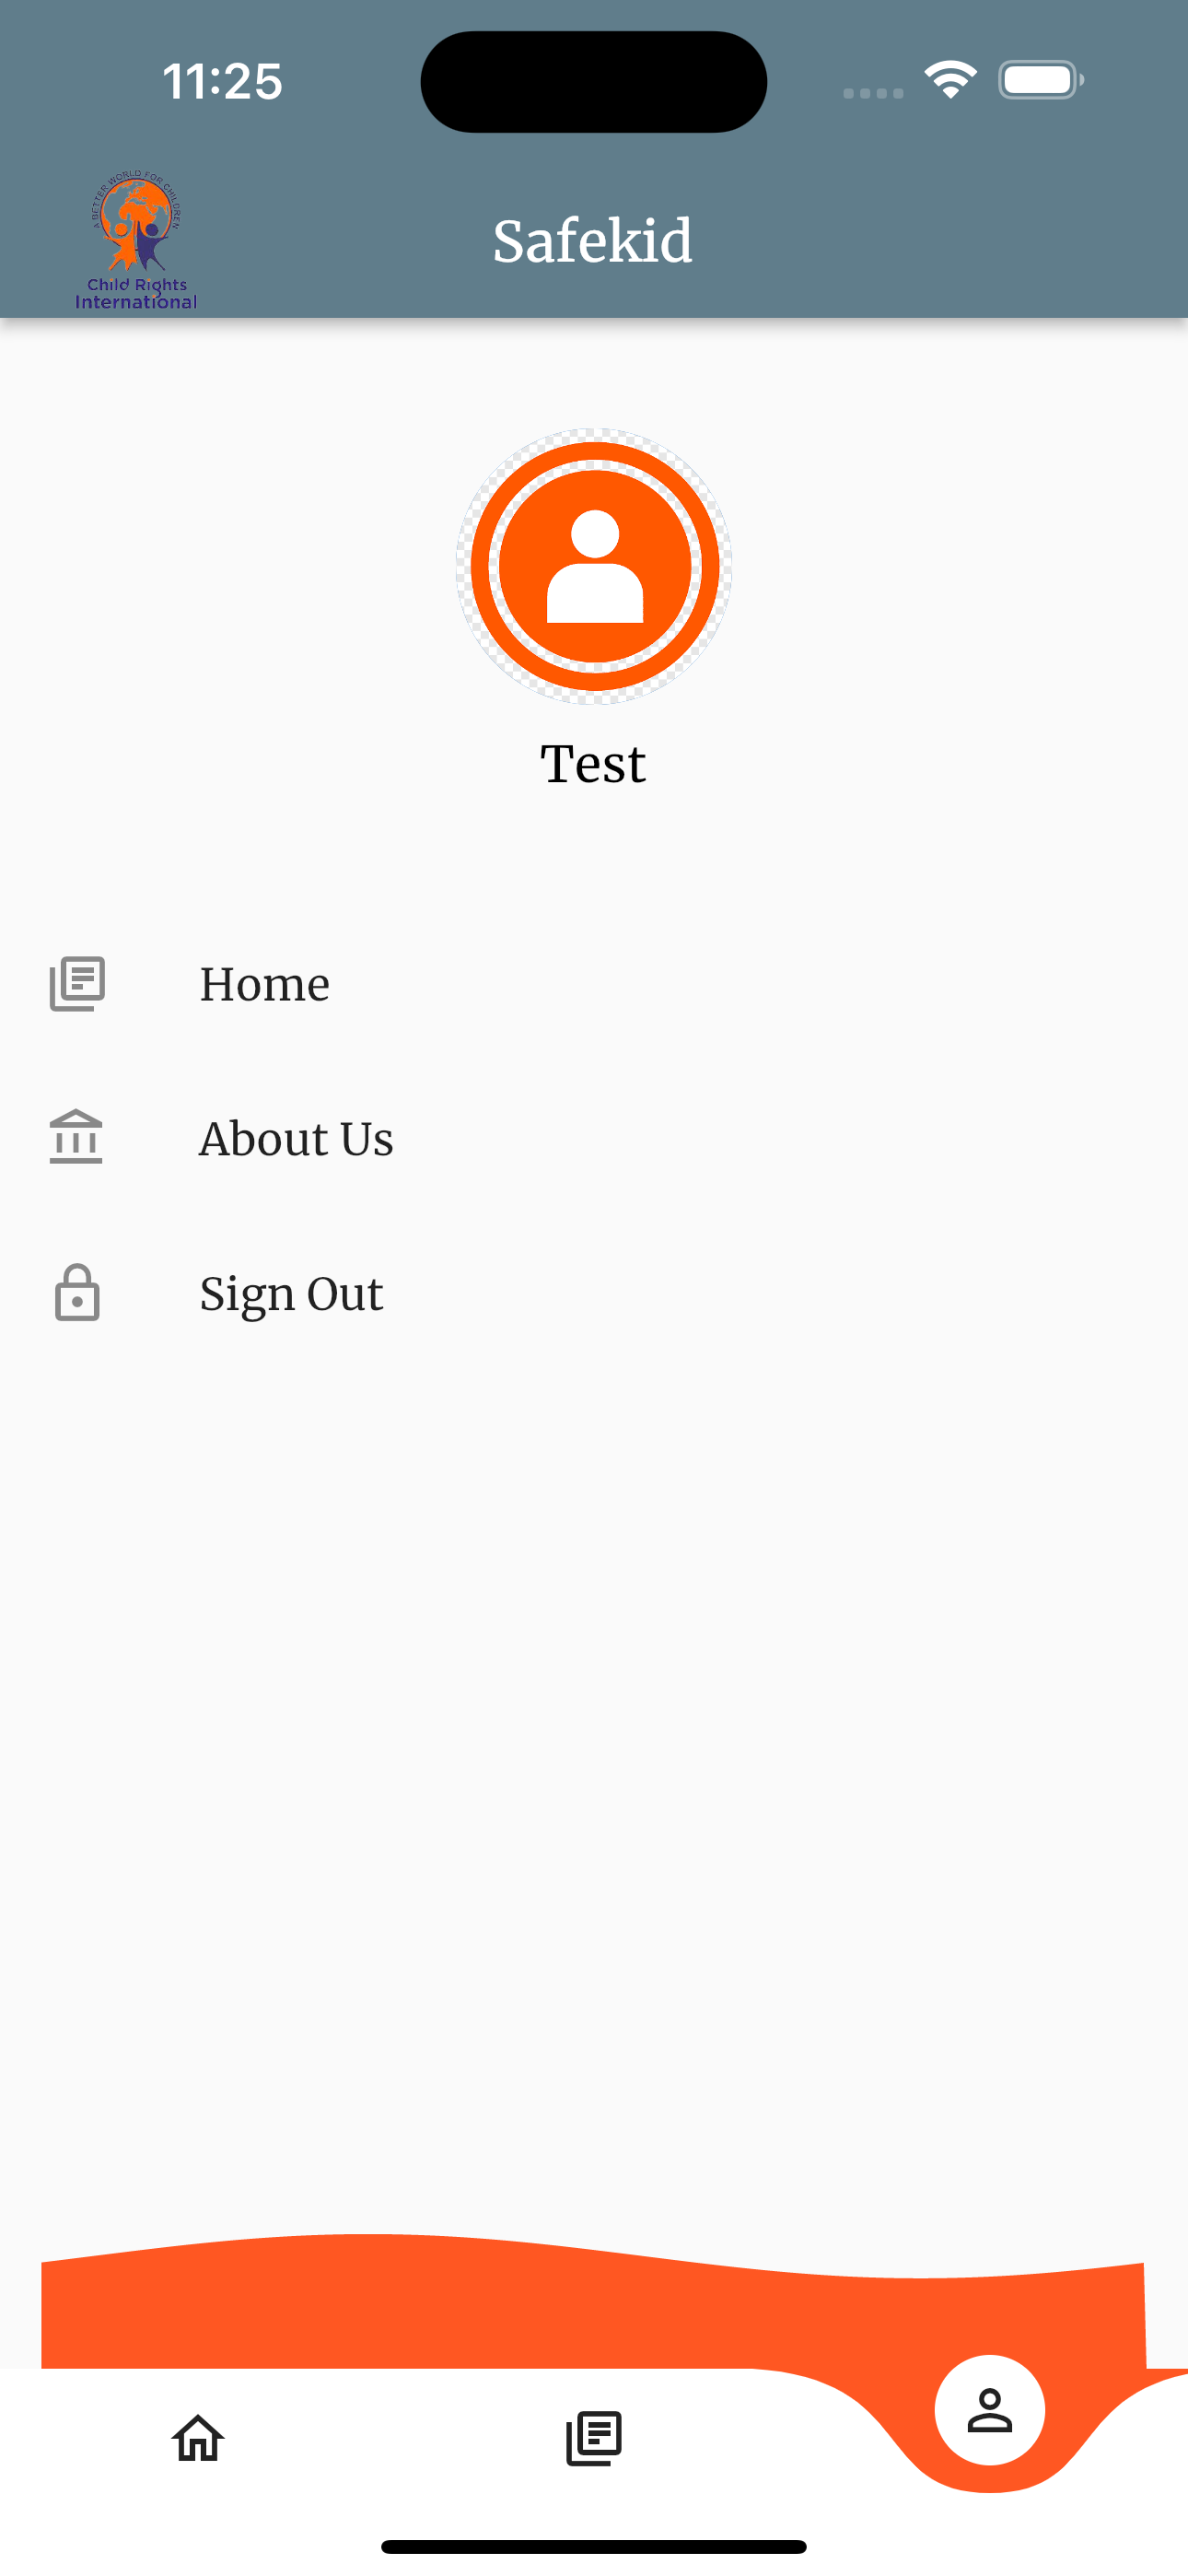 11:25
A BETTER WORLD FOR CHILDREN
Child Rights
International
Safekid
Test
Home
About Us
Sign Out